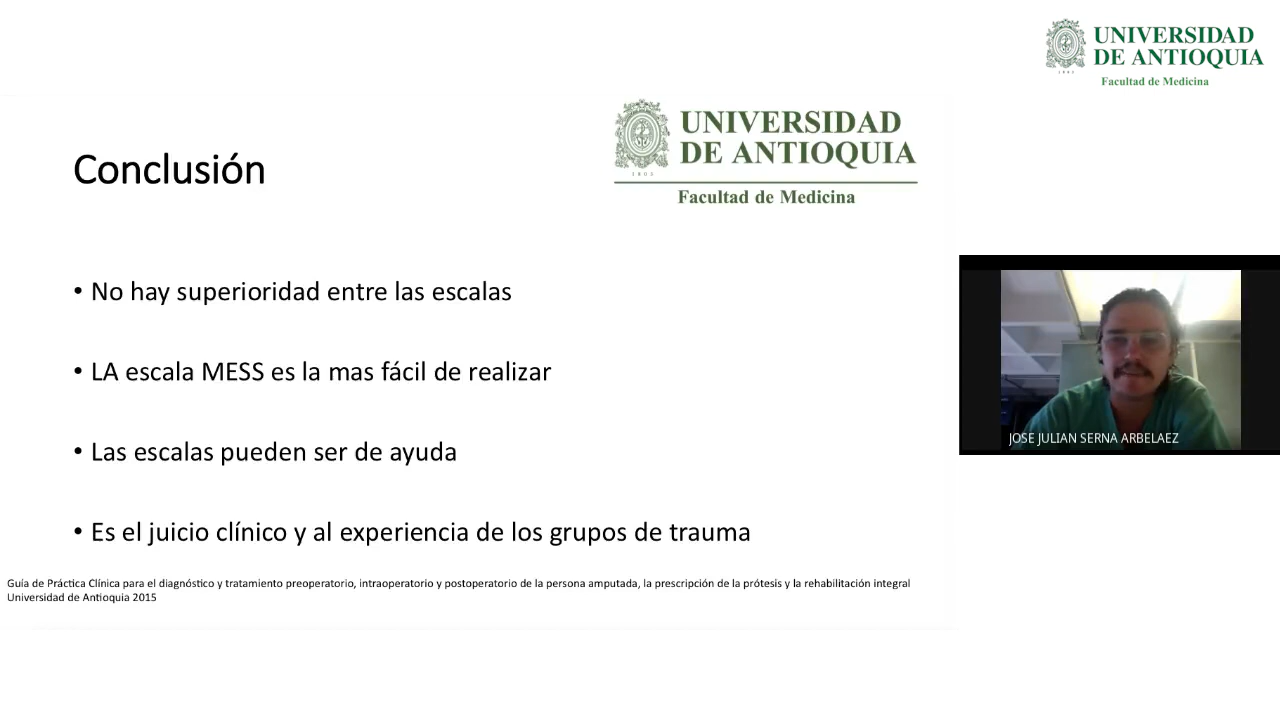 UNIVERSIDAD
DE ANTIOQUIA
1803
Facultad de Medicina
UNIVERSIDAD
DE ANTIOQUIA
1803
Facultad de Medicina
Conclusión
• No hay superioridad entre las escalas
• LA escala MESS es la mas fácil de realizar
• Las escalas pueden ser de ayuda
• Es el juicio clínico y al experiencia de los grupos de trauma
Guía de Práctica Clínica para el diagnóstico y tratamiento preoperatorio, intraoperatorio y postoperatorio de la persona amputada, la prescripción de la prótesis y la rehabilitación integral
Universidad de Antioquia 2015
JOSE JULIAN SERNA ARBELAEZ